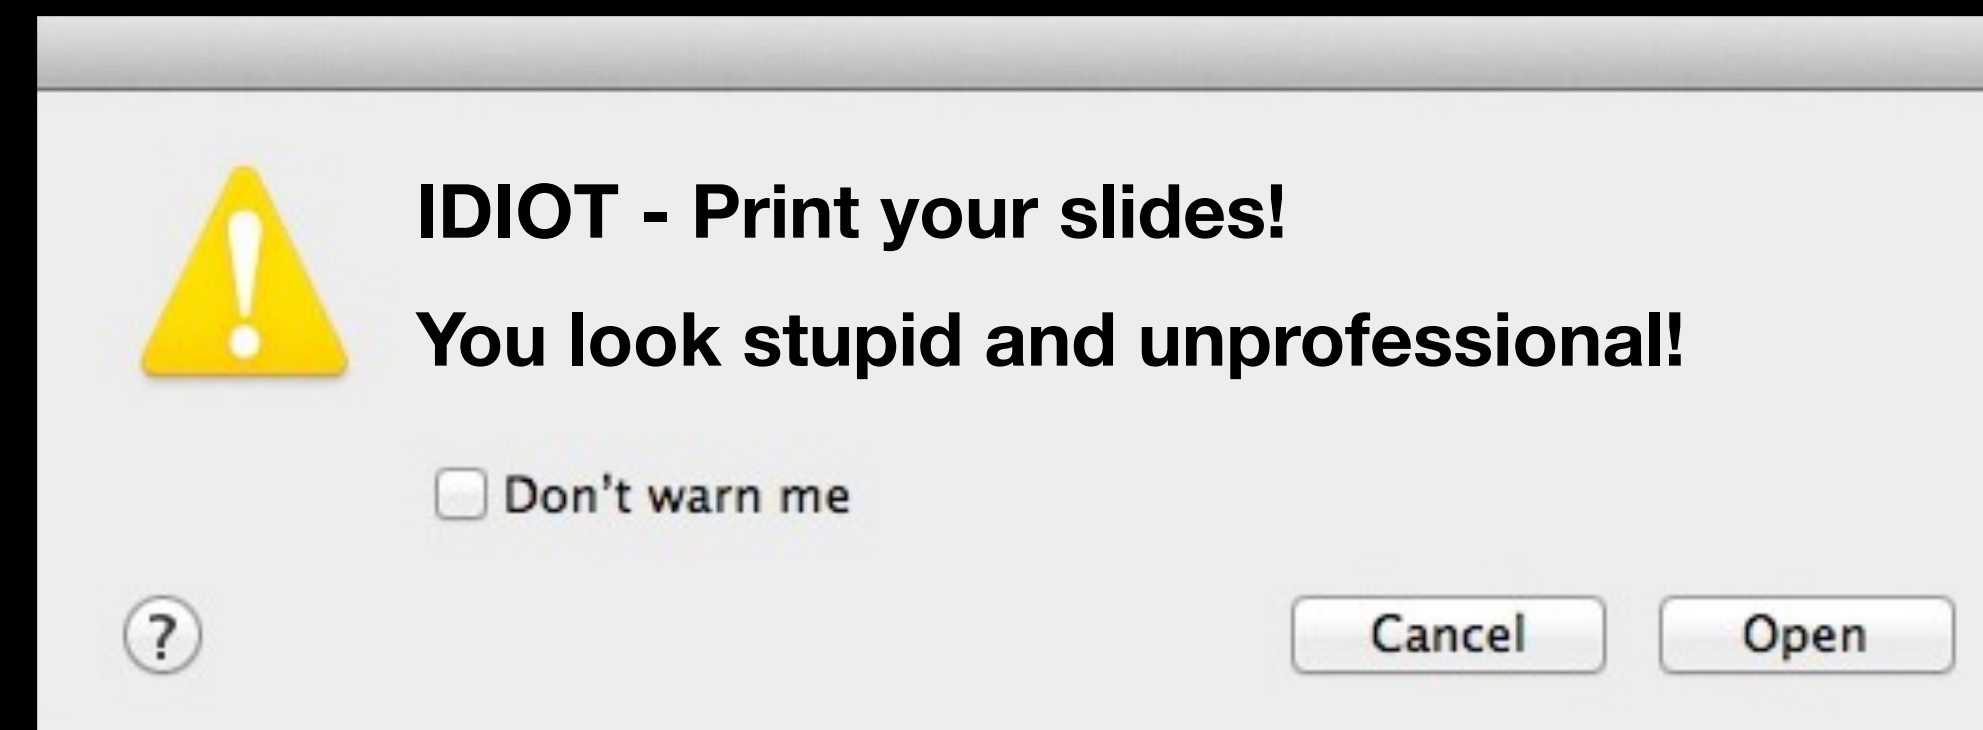 IDIOT - Print your slides!
You look stupid and unprofessional!
Don't warn me
?
Cancel Open